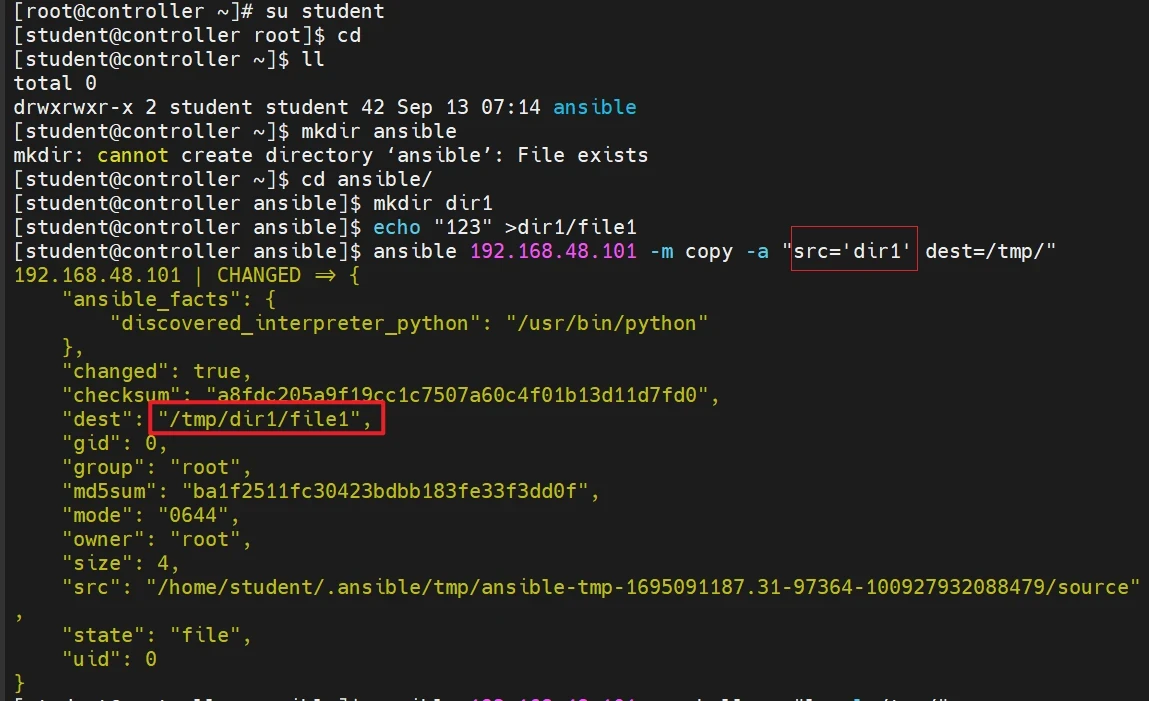 [root@controller ~]# su student
[student@controller root]$ cd
[student@controller ~]$ ll
total 0
drwxrwxr-x 2 student student 42 Sep 13 07:14 ansible
[student@controller ~]$ mkdir ansible
mkdir: cannot create directory ‘ansible’: File exists
[student@controller ~]$ cd ansible/
[student@controller ansible]$ mkdir dir1
[student@controller ansible]$ echo "123" >dir1/file1
[student@controller ansible]$ ansible 192.168.48.101 -m copy -a "src='dir1' dest=/tmp/"
192.168.48.101 | CHANGED => {
    "ansible_facts": {
        "discovered_interpreter_python": "/usr/bin/python"
    },
    "changed": true,
    "checksum": "a8fdc205a9f19cc1c7507a60c4f01b13d11d7fd0",
    "dest": "/tmp/dir1/file1",
    "gid": 0,
    "group": "root",
    "md5sum": "ba1f2511fc30423bdbb183fe33f3dd0f",
    "mode": "0644",
    "owner": "root",
    "size": 4,
    "src": "/home/student/.ansible/tmp/ansible-tmp-1695091187.31-97364-100927932088479/source"
,
    "state": "file",
    "uid": 0
}